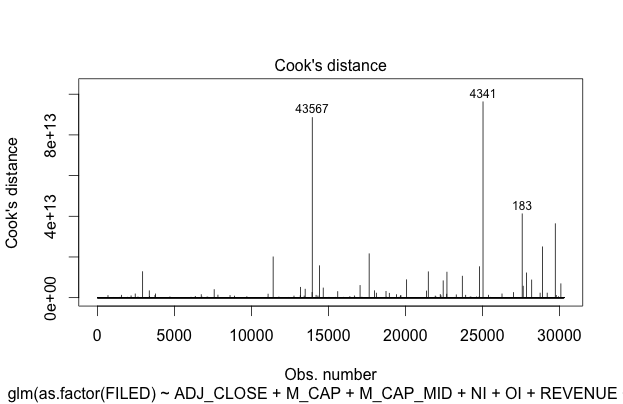 Cook's distance
4341
43567
183
Cook's distance
8e+13
4e+13
0e+00
0 5000 10000 15000 20000 25000 30000
Obs. number
glm(as.factor(FILED) ~ ADJ_CLOSE + M_CAP + M_CAP_MID + NI + OI + REVENUE